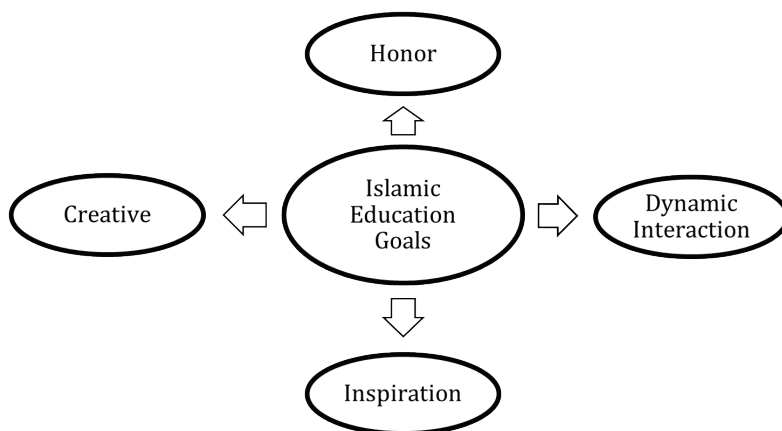 Honor
Creative
Islamic
Education
Goals
Dynamic
Interaction
Inspiration